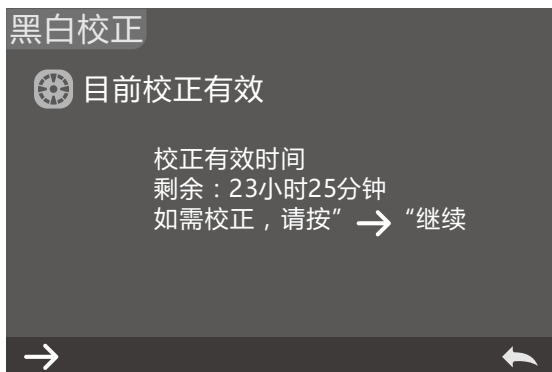 黑白校正
目前校正有效
校正有效时间
剩余：23小时25分钟
如需校正，请按”→“继续